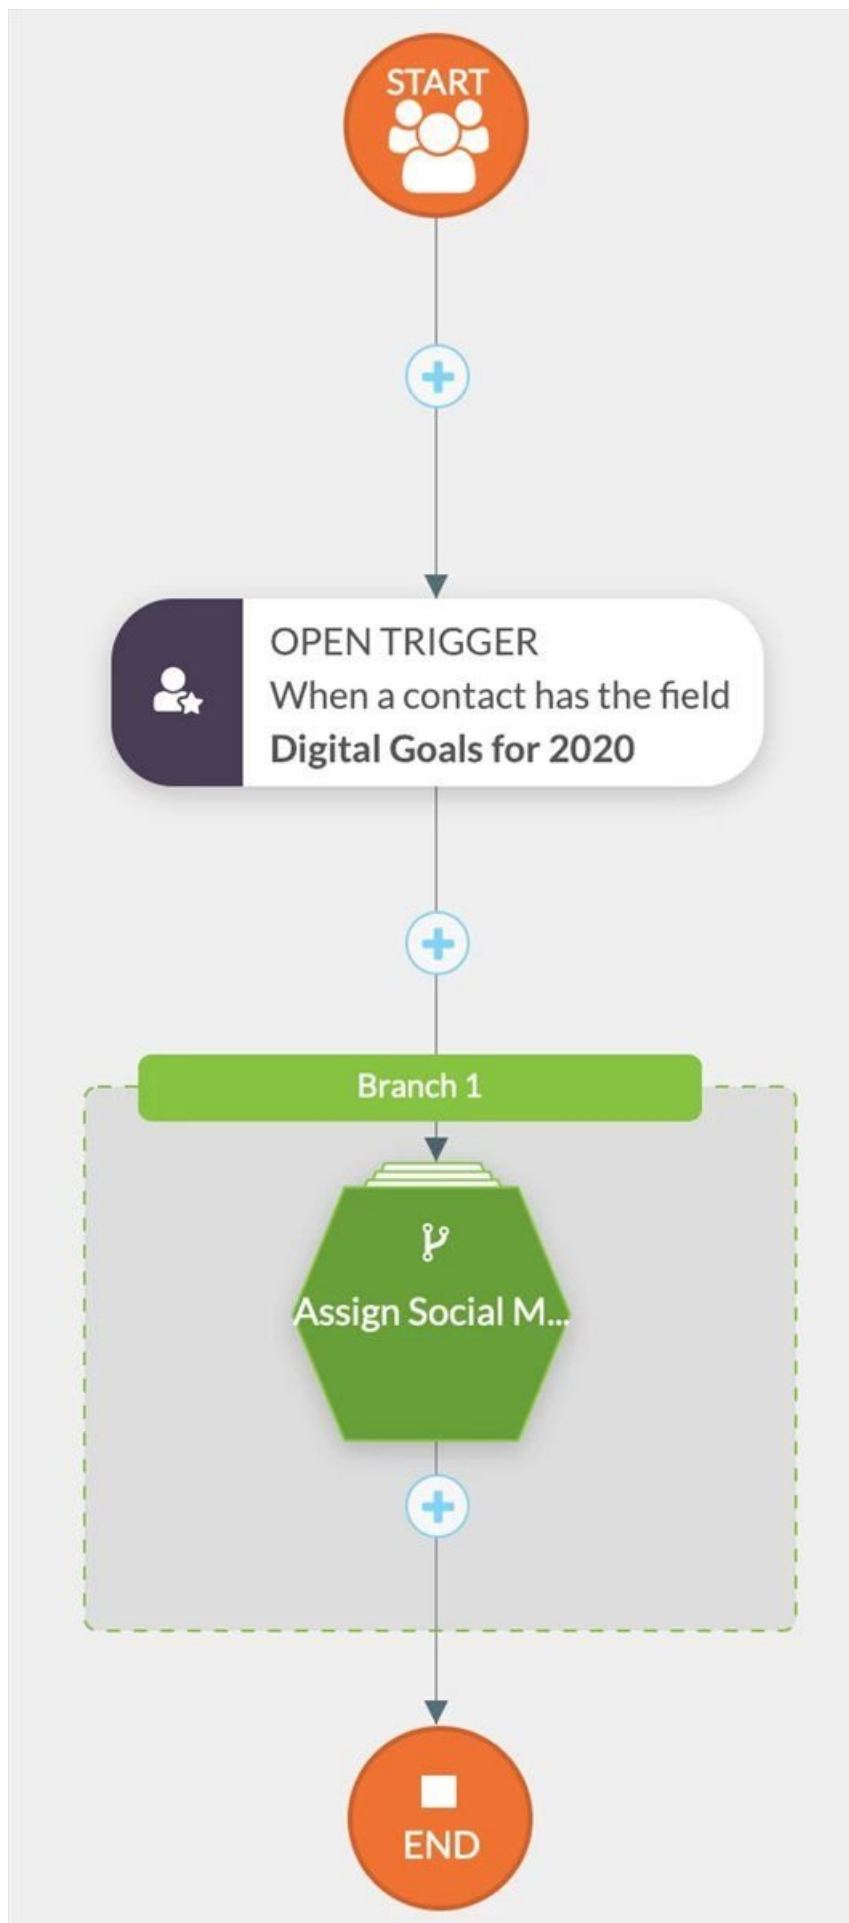 START
OPEN TRIGGER
When a contact has the field
Digital Goals for 2020
Branch 1
Assign Social M...
END